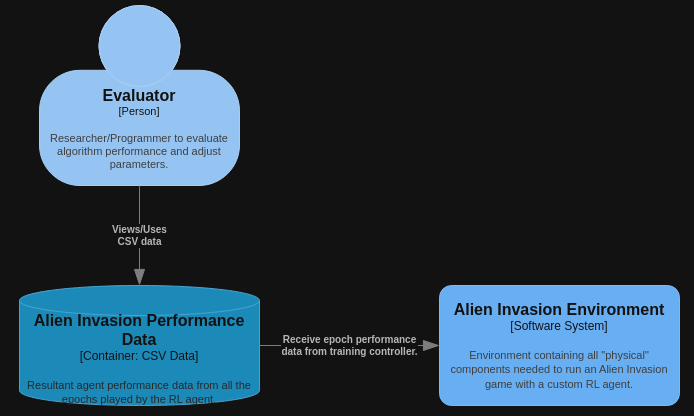 Evaluator
[Person]
Researcher/Programmer to evaluate
algorithm performance and adjust
parameters.
Views/Uses
CSV data
Alien Invasion Performance
Data
[Container: CSV Data]
Resultant agent performance data from all the
epochs played by the RL agent
Receive epoch performance
data from training controller.
Alien Invasion Environment
[Software System]
Environment containing all "physical"
components needed to run an Alien Invasion
game with a custom RL agent.